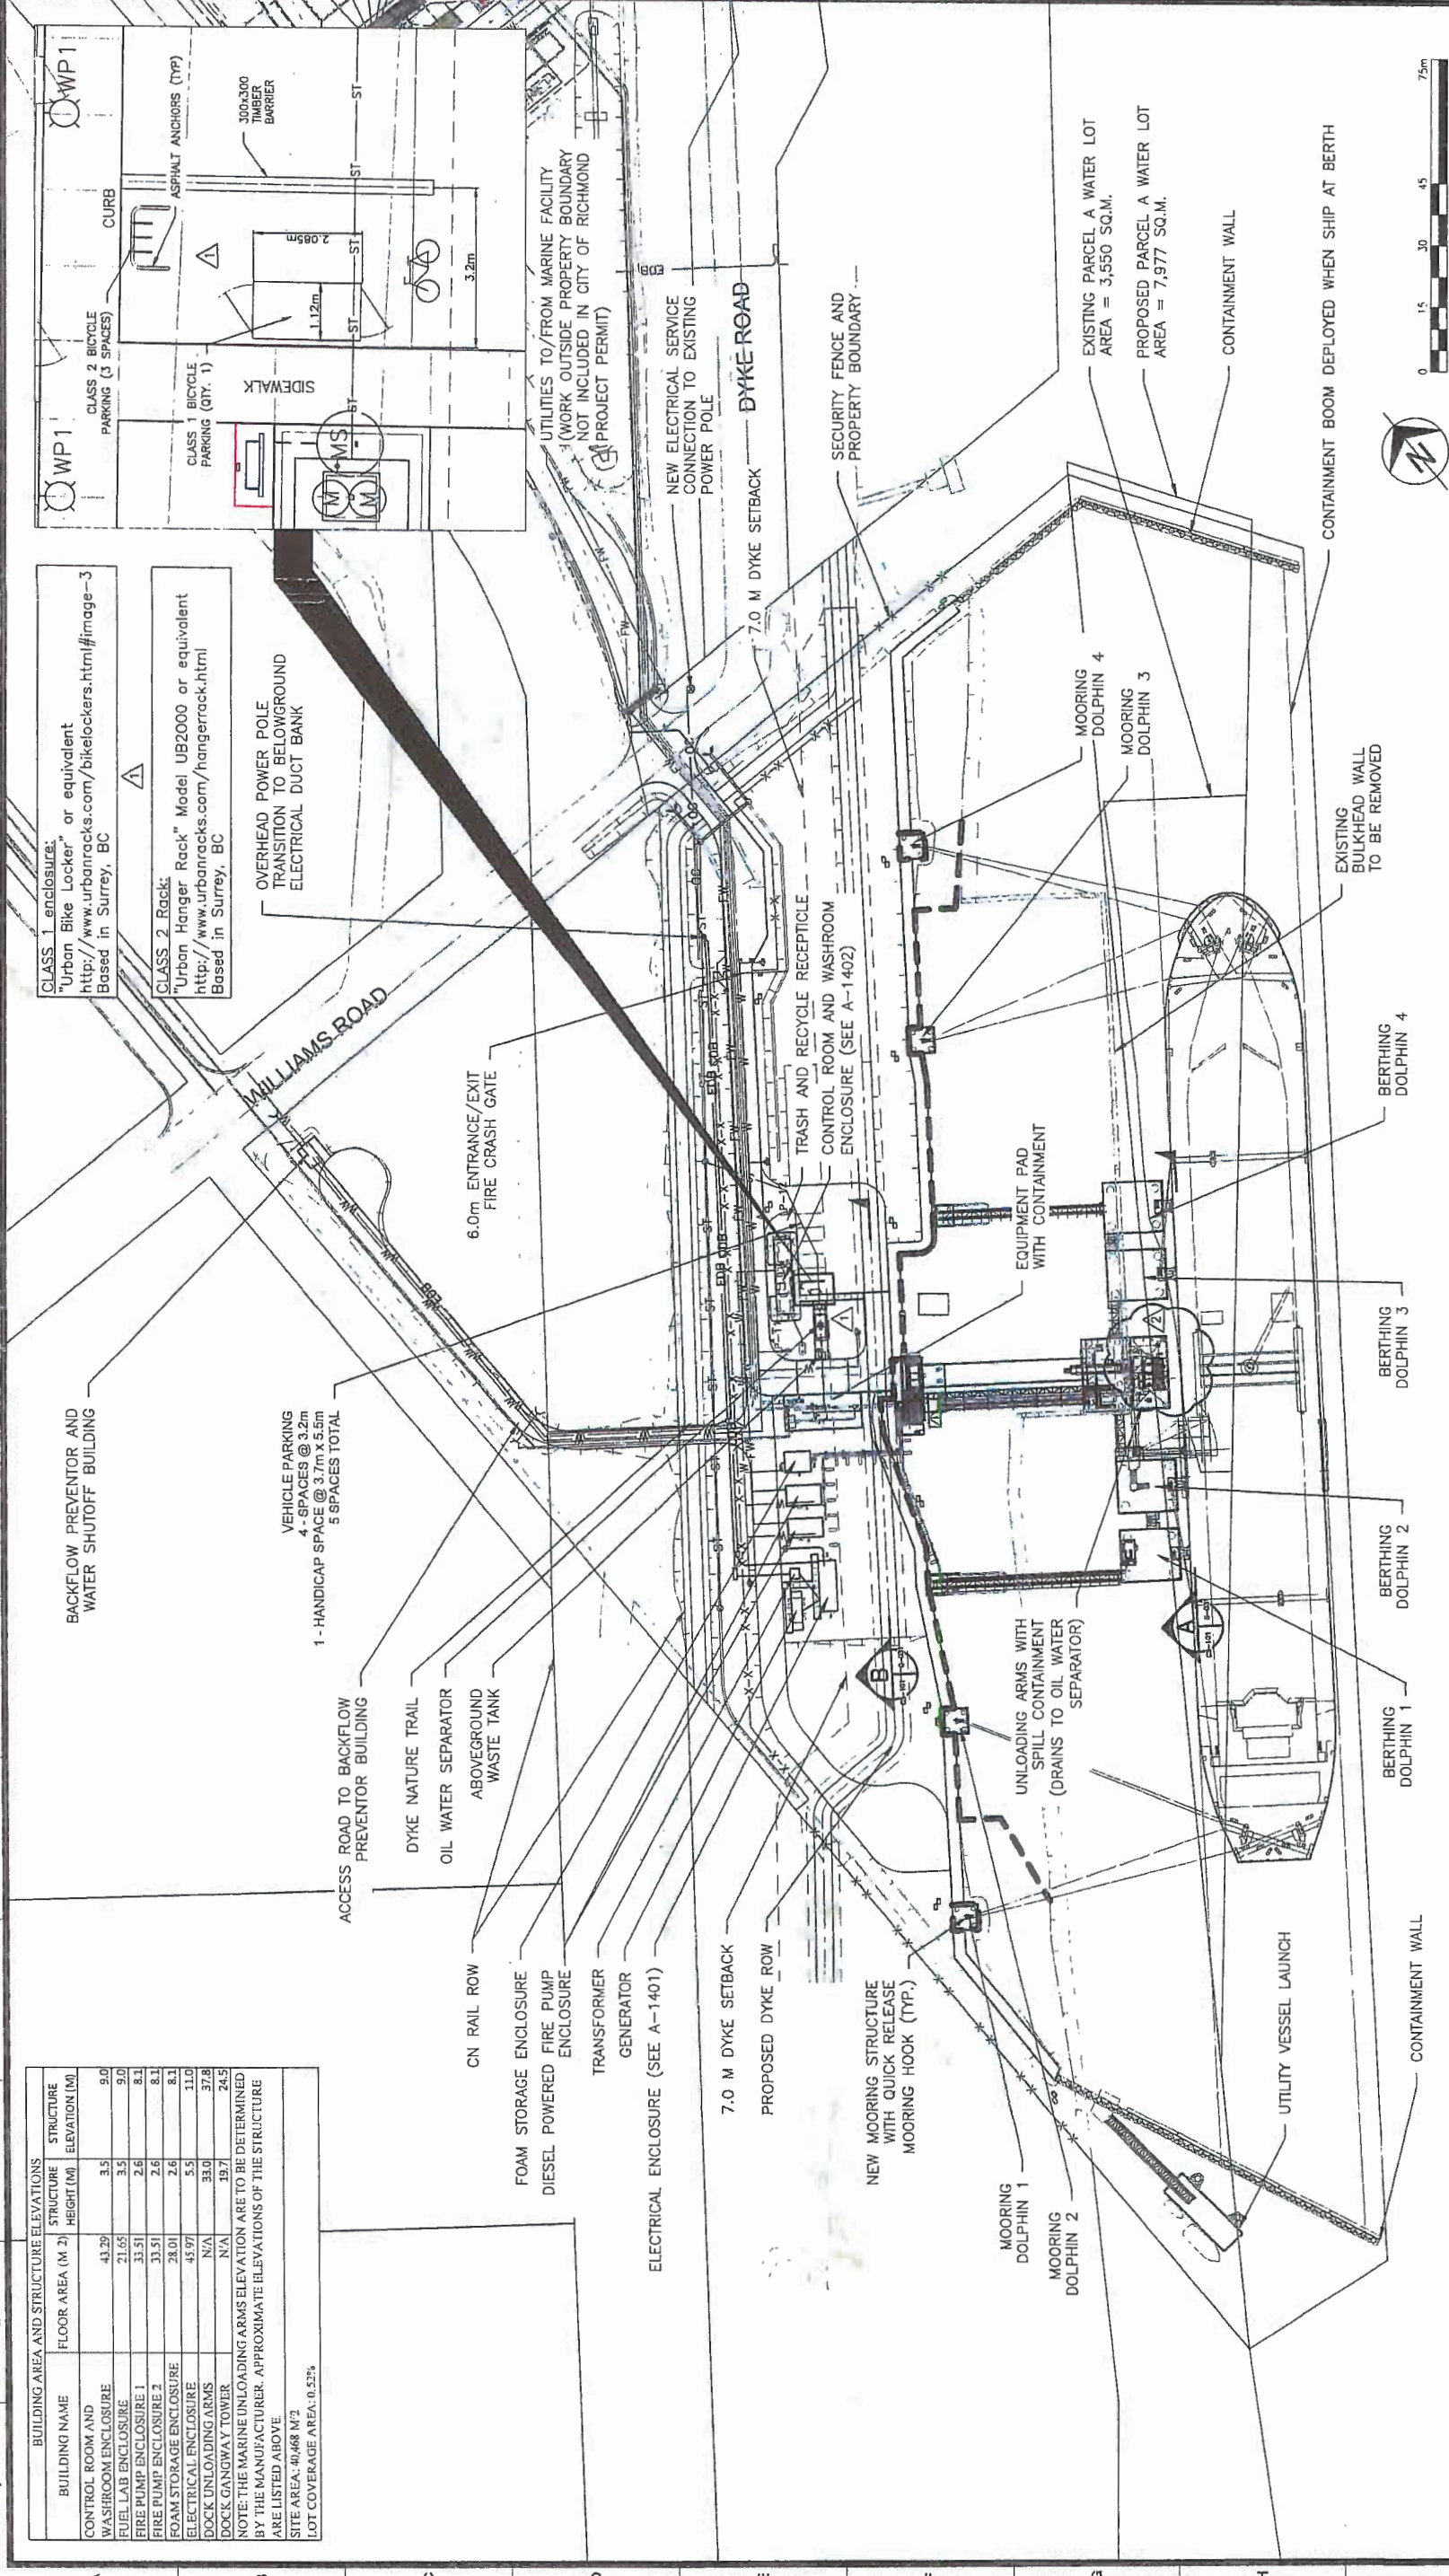 BUILDING AREA AND STRUCTURE ELEVATIONS
BUILDING NAME FLOOR AREA (M 2) STRUCTURE HEIGHT (M) STRUCTURE ELEVATION (M)
CONTROL ROOM AND
WASHROOM ENCLOSURE 43.29 3.5 9.0
FUEL LAB ENCLOSURE 21.65 3.5 9.0
FIRE PUMP ENCLOSURE 1 33.51 2.6 8.1
FIRE PUMP ENCLOSURE 2 33.51 2.6 8.1
FOAM STORAGE ENCLOSURE 28.01 2.6 8.1
ELECTRICAL ENCLOSURE 45.97 5.5 11.0
DOCK UNLOADING ARMS N/A 33.0 37.8
DOCK GANGWAY TOWER N/A 19.7 24.5
NOTE: THE MARINE UNLOADING ARMS ELEVATION ARE TO BE DETERMINED
BY THE MANUFACTURER. APPROXIMATE ELEVATIONS OF THE STRUCTURE
ARE LISTED ABOVE.
SITE AREA: 40,468 M^2
LOT COVERAGE AREA: 0.52%
BACKFLOW PREVENTOR AND
WATER SHUTOFF BUILDING
VEHICLE PARKING
4 - SPACES @ 3.2m
1 - HANDICAP SPACE @ 3.7m x 5.5m
5 SPACES TOTAL
ACCESS ROAD TO BACKFLOW
PREVENTOR BUILDING
DYKE NATURE TRAIL
OIL WATER SEPARATOR
ABOVEGROUND
WASTE TANK
CN RAIL ROW
FOAM STORAGE ENCLOSURE
DIESEL POWERED FIRE PUMP
ENCLOSURE
TRANSFORMER
GENERATOR
ELECTRICAL ENCLOSURE (SEE A-1401)
7.0 M DYKE SETBACK
PROPOSED DYKE ROW
NEW MOORING STRUCTURE
WITH QUICK RELEASE
MOORING HOOK (TYP.)
MOORING
DOLPHIN 1
MOORING
DOLPHIN 2
UTILITY VESSEL LAUNCH
CONTAINMENT WALL
WILLIAMS ROAD
CLASS 1 enclosure:
"Urban Bike Locker" or equivalent
http://www.urbanracks.com/bikelockers.html#image-3
Based in Surrey, BC
1
CLASS 2 Rack:
"Urban Hanger Rack" Model UB2000 or equivalent
http://www.urbanracks.com/hangerrack.html
Based in Surrey, BC
OVERHEAD POWER POLE
TRANSITION TO BELOWGROUND
ELECTRICAL DUCT BANK
6.0m ENTRANCE/EXIT
FIRE CRASH GATE
TRASH AND RECYCLE RECEPTICLE
CONTROL ROOM AND WASHROOM
ENCLOSURE (SEE A-1402)
EQUIPMENT PAD
WITH CONTAINMENT
UNLOADING ARMS WITH
SPILL CONTAINMENT
(DRAINS TO OIL WATER
SEPARATOR)
B
A
1
2
BERTHING
DOLPHIN 1
BERTHING
DOLPHIN 2
BERTHING
DOLPHIN 3
BERTHING
DOLPHIN 4
WP1
WP1
CLASS 2 BICYCLE
PARKING (3 SPACES)
CURB
ASPHALT ANCHORS (TYP)
CLASS 1 BICYCLE
PARKING (QTY. 1)
300x300
TIMBER
BARRIER
1
SIDEWALK
1.12m
2.085m
3.2m
ST
ST
ST
ST
ST
MS
M
M
UTILITIES TO/FROM MARINE FACILITY
(WORK OUTSIDE PROPERTY BOUNDARY
NOT INCLUDED IN CITY OF RICHMOND
PROJECT PERMIT)
NEW ELECTRICAL SERVICE
CONNECTION TO EXISTING
POWER POLE
DYKE ROAD
7.0 M DYKE SETBACK
SECURITY FENCE AND
PROPERTY BOUNDARY
MOORING
DOLPHIN 4
MOORING
DOLPHIN 3
EXISTING PARCEL A WATER LOT
AREA = 3,550 SQ.M.
PROPOSED PARCEL A WATER LOT
AREA = 7,977 SQ.M.
CONTAINMENT WALL
CONTAINMENT BOOM DEPLOYED WHEN SHIP AT BERTH
EXISTING
BULKHEAD WALL
TO BE REMOVED
N
0 15 30 45 75m